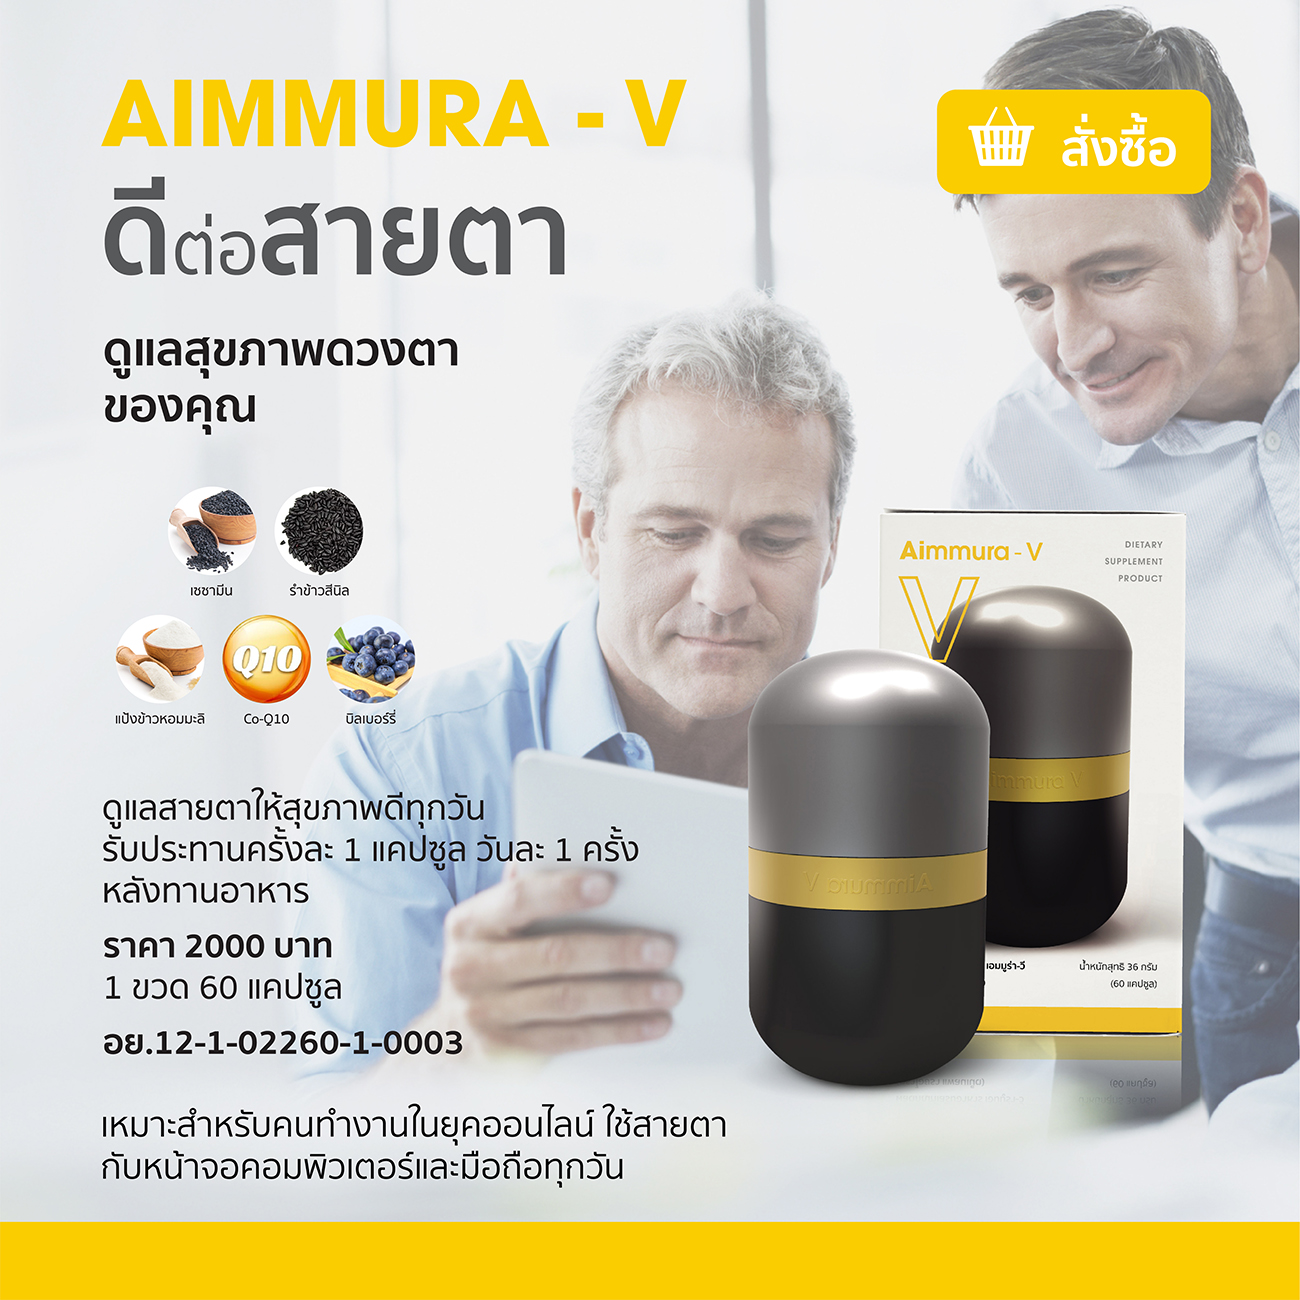 AIMMURA - V
สั่งซื้อ
ดีต่อสายตา
ดูแลสุขภาพดวงตา
ของคุณ
เซซามีน
รำข้าวสีนิล
แป้งข้าวหอมมะลิ
Q10
Co-Q10
บิลเบอร์รี่
ดูแลสายตาให้สุขภาพดีทุกวัน
รับประทานครั้งละ 1 แคปซูล วันละ 1 ครั้ง
หลังทานอาหาร
ราคา 2000 บาท
1 ขวด 60 แคปซูล
อย.12-1-02260-1-0003
เหมาะสำหรับคนทำงานในยุคออนไลน์ ใช้สายตา
กับหน้าจอคอมพิวเตอร์และมือถือทุกวัน
Aimmura - V
DIETARY
SUPPLEMENT
PRODUCT
V
immura V
Aimmura V
อมมูร่า-วี
น้ำหนักสุทธิ 36 กรัม
(60 แคปซูล)